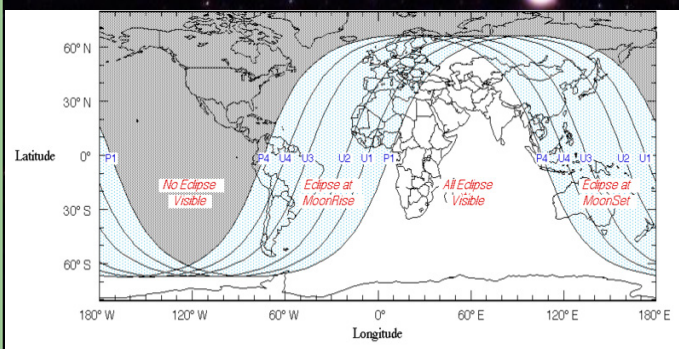 60° N
30° N
Latitude
0°
30° S
60° S
P1
P4 U4 U3 U2 U1 P1
P4 U4 U3 U2 U1
No Eclipse
Visible
Eclipse at
MoonRise
All Eclipse
Visible
Eclipse at
MoonSet
180° W 120° W 60° W 0° 60° E 120° E 180° E
Longitude